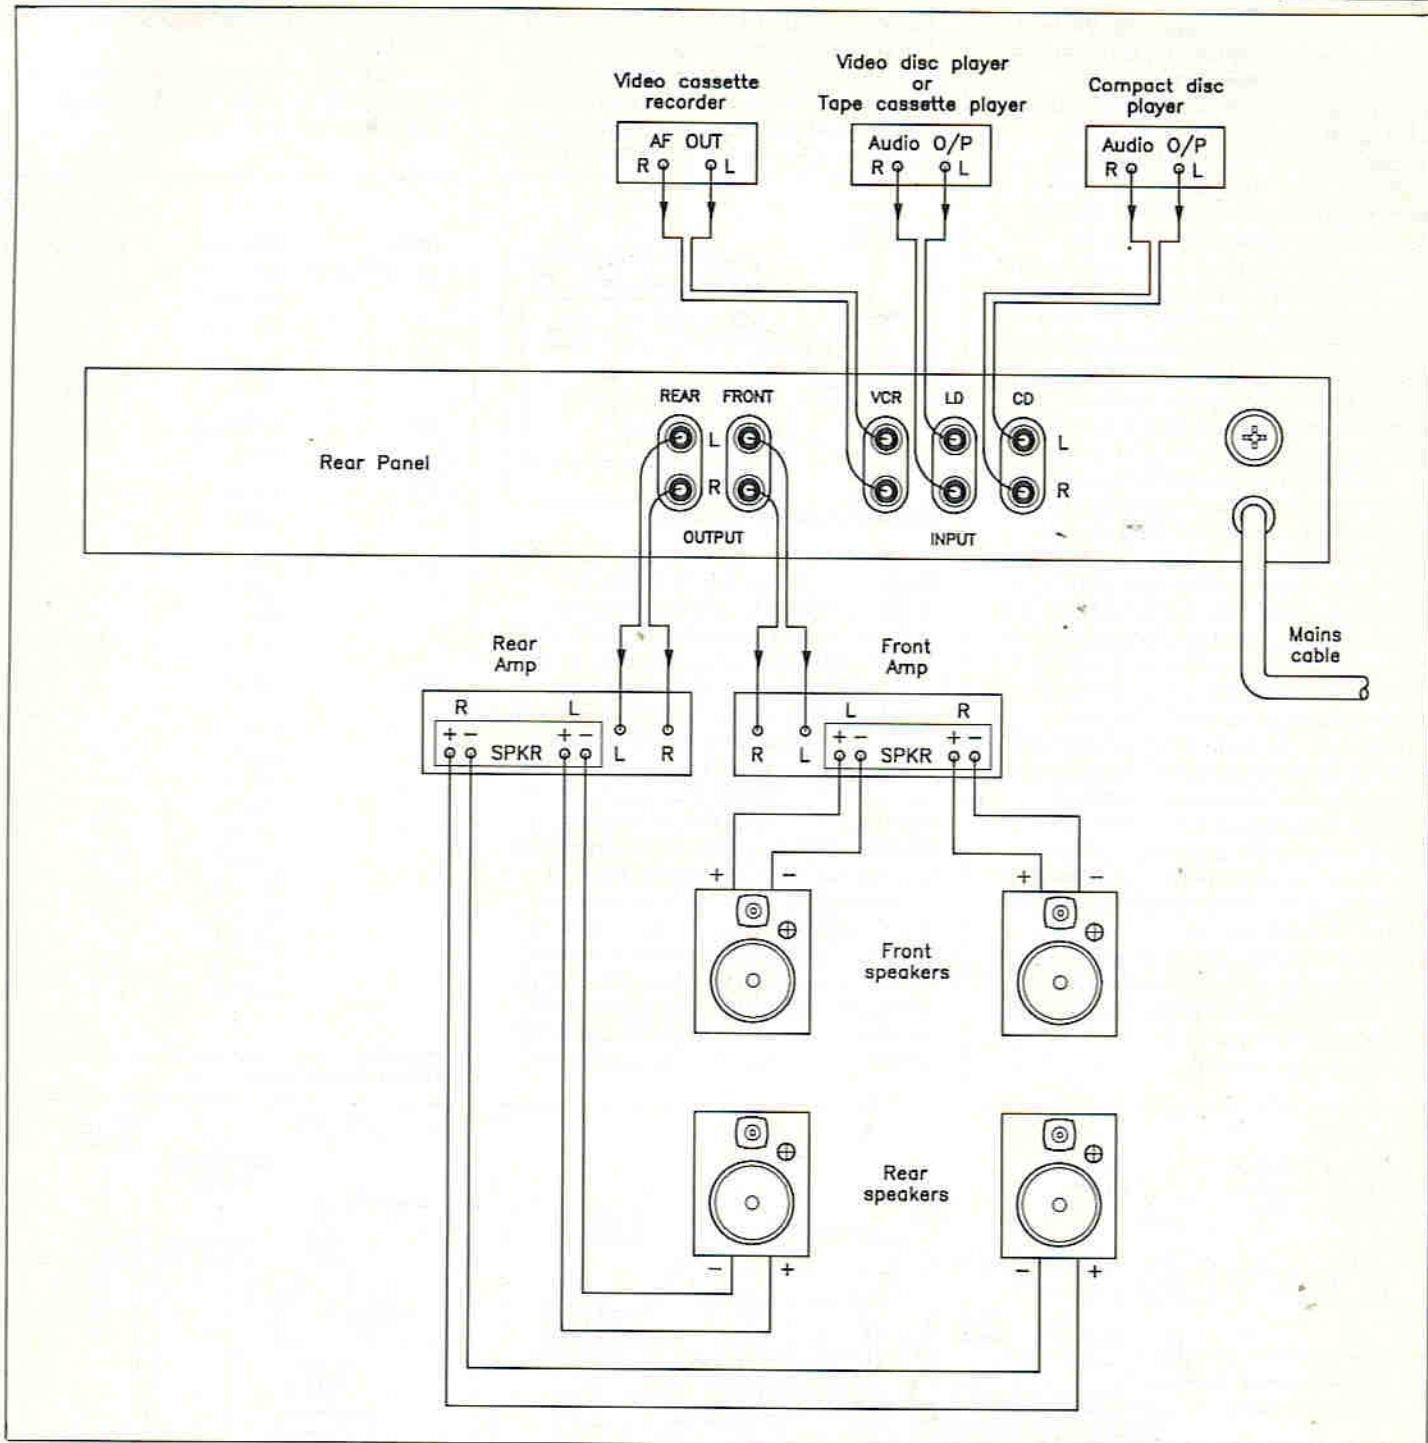 Video cassette
recorder
Video disc player
or
Tape cassette player
Compact disc
player
AF OUT
R L
Audio O/P
R L
Audio O/P
R L
REAR FRONT
VCR LD CD
L
L
Rear Panel
R
R
OUTPUT
INPUT
Rear
Amp
Front
Amp
Mains
cable
R L
+ − SPKR + − L R
L R
R L + − SPKR + −
+ −
+ −
Front
speakers
Rear
speakers
− +
− +